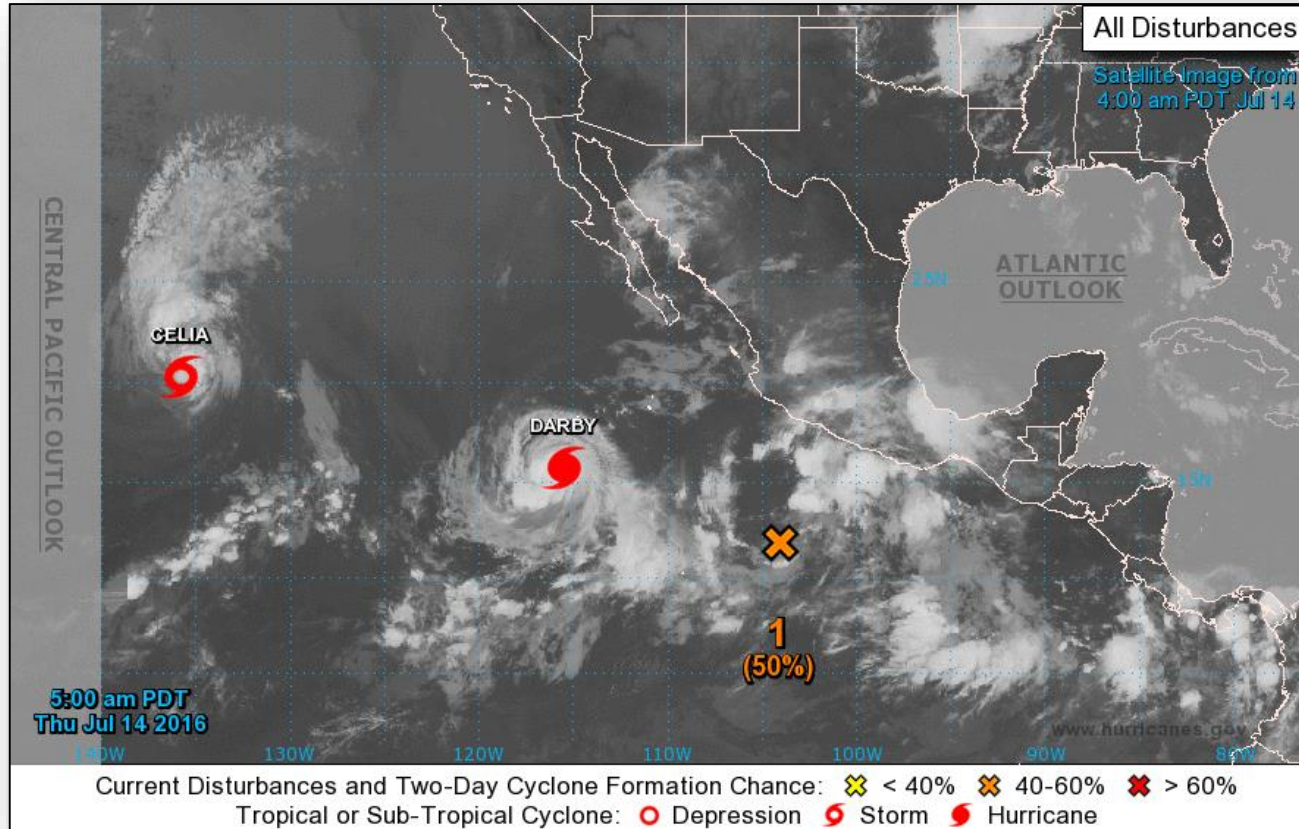 All Disturbances
Satellite Image from
4:00 am PDT Jul 14
CENTRAL PACIFIC OUTLOOK
ATLANTIC
OUTLOOK
25N
CELIA
DARBY
15N
1
(50%)
5:00 am PDT
Thu Jul 14 2016
www.hurricanes.gov
140W 130W 120W 110W 100W 90W 80W
Current Disturbances and Two-Day Cyclone Formation Chance: < 40% 40-60% > 60%
Tropical or Sub-Tropical Cyclone: Depression Storm Hurricane